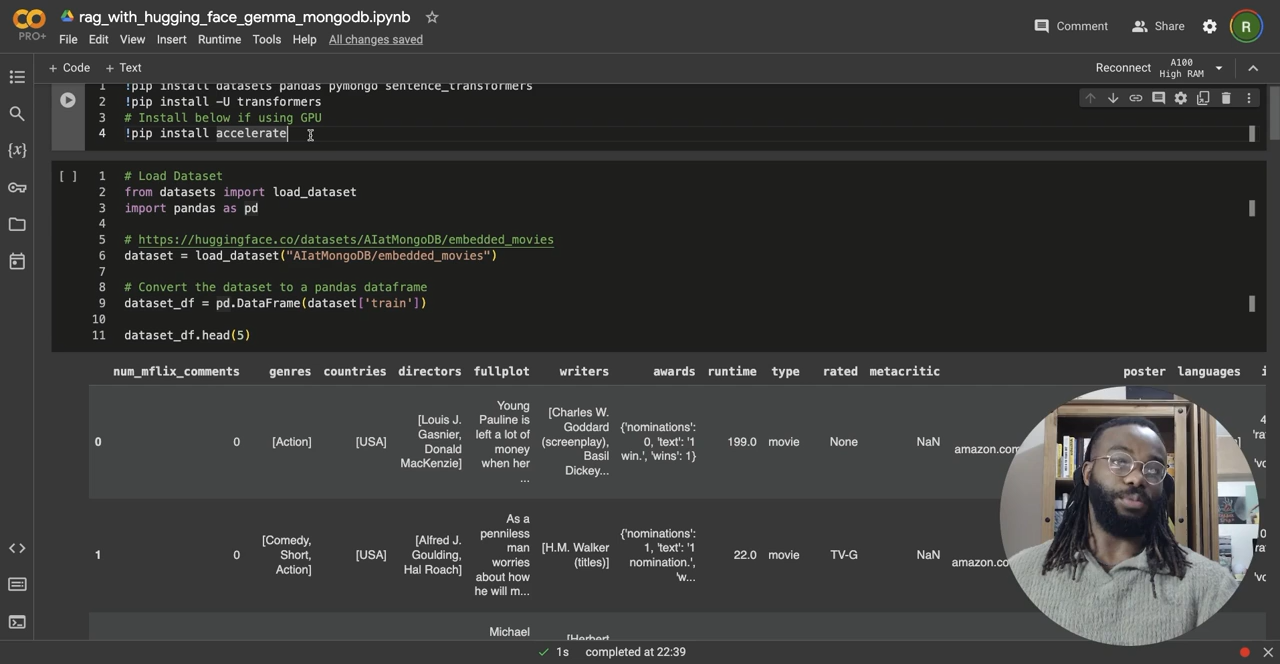 rag_with_hugging_face_gemma_mongodb.ipynb
PRO+
File Edit View Insert Runtime Tools Help All changes saved
Comment Share R
+ Code + Text
Reconnect A100 High RAM
1 !pip install datasets pandas pymongo sentence_transformers
2 !pip install -U transformers
3 # Install below if using GPU
4 !pip install accelerate
[ ] 1 # Load Dataset
2 from datasets import load_dataset
3 import pandas as pd
4
5 # https://huggingface.co/datasets/AIatMongoDB/embedded_movies
6 dataset = load_dataset("AIatMongoDB/embedded_movies")
7
8 # Convert the dataset to a pandas dataframe
9 dataset_df = pd.DataFrame(dataset['train'])
10
11 dataset_df.head(5)
num_mflix_comments genres countries directors fullplot writers awards runtime type rated metacritic poster languages
0 0 [Action] [USA] [Louis J. Gasnier, Donald MacKenzie] Young Pauline is left a lot of money when her ... [Charles W. Goddard (screenplay), Basil Dickey... {'nominations': 0, 'text': '1 win.', 'wins': 1} 199.0 movie None NaN amazon.com
1 0 [Comedy, Short, Action] [USA] [Alfred J. Goulding, Hal Roach] As a penniless man worries about how he will m... [H.M. Walker (titles)] {'nominations': 1, 'text': '1 nomination.', 'w... 22.0 movie TV-G NaN amazon.co
Michael [Herbert
1s completed at 22:39